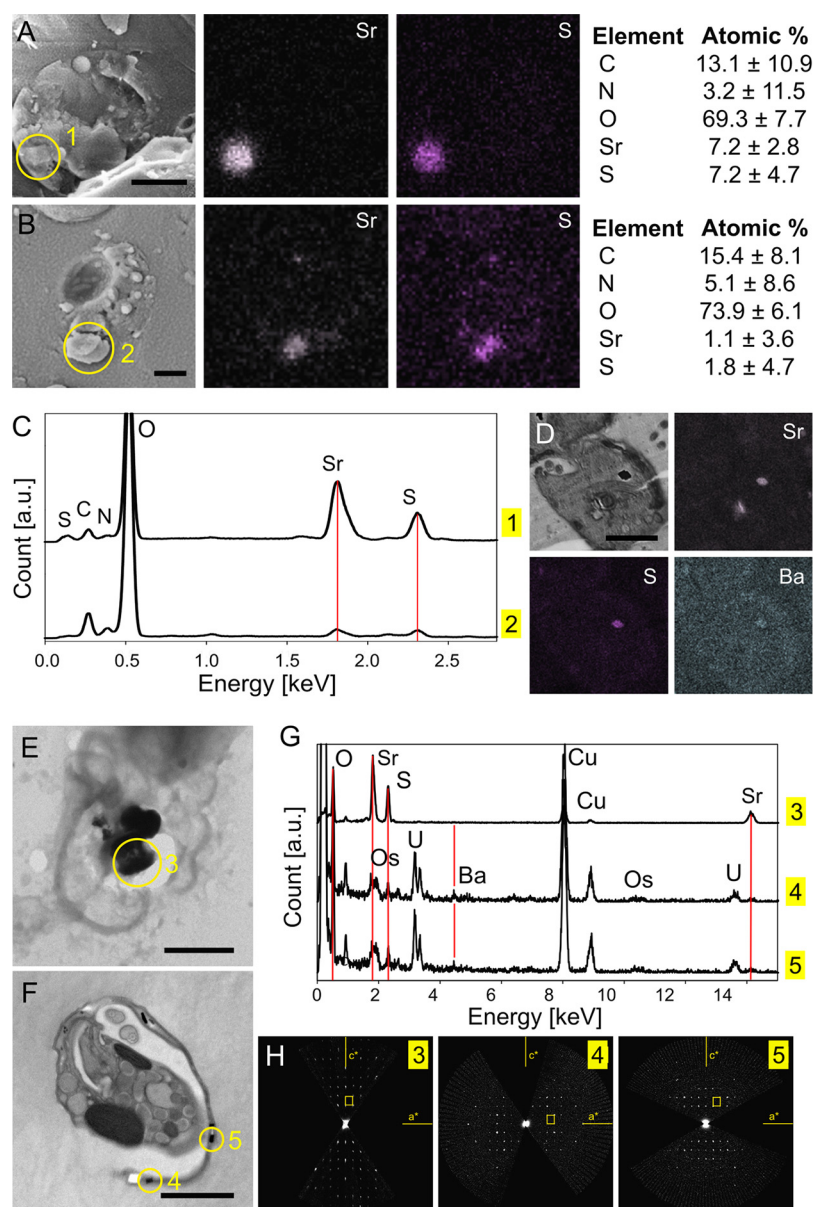 A
1
Sr
S
Element Atomic %
C 13.1 ± 10.9
N 3.2 ± 11.5
O 69.3 ± 7.7
Sr 7.2 ± 2.8
S 7.2 ± 4.7
B
2
Sr
S
Element Atomic %
C 15.4 ± 8.1
N 5.1 ± 8.6
O 73.9 ± 6.1
Sr 1.1 ± 3.6
S 1.8 ± 4.7
C
Count [a.u.]
S C N O Sr S
1
2
0.0 0.5 1.0 1.5 2.0 2.5
Energy [keV]
D
Sr
S
Ba
E
3
F
5
4
G
Count [a.u.]
O Sr S Cu Cu Sr
3
Os U Ba Os U
4
5
0 2 4 6 8 10 12 14
Energy [keV]
H
c*
3
c*
a*
4
c*
a*
5
a*